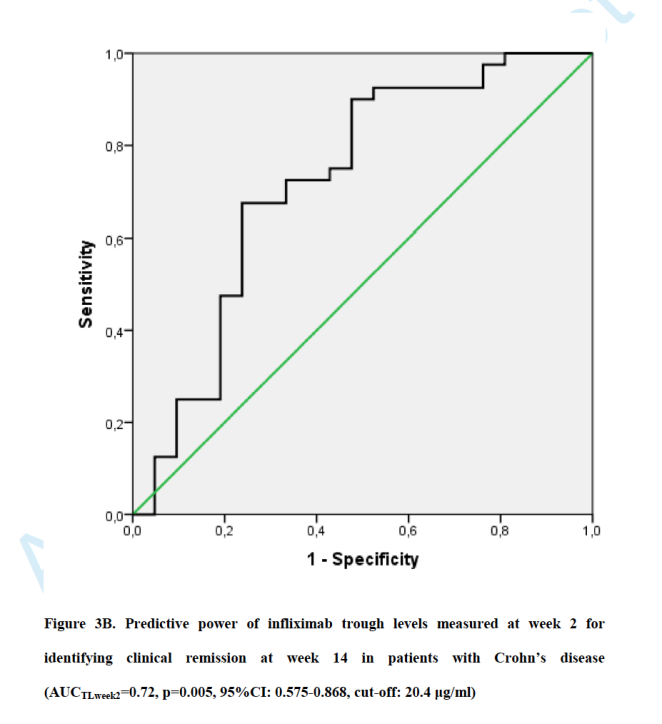 1,0
0,8
0,6
0,4
0,2
0,0
Sensitivity
0,0 0,2 0,4 0,6 0,8 1,0
1 - Specificity
Figure 3B. Predictive power of infliximab trough levels measured at week 2 for
identifying clinical remission at week 14 in patients with Crohn’s disease
(AUCTLweek2=0.72, p=0.005, 95%CI: 0.575-0.868, cut-off: 20.4 µg/ml)